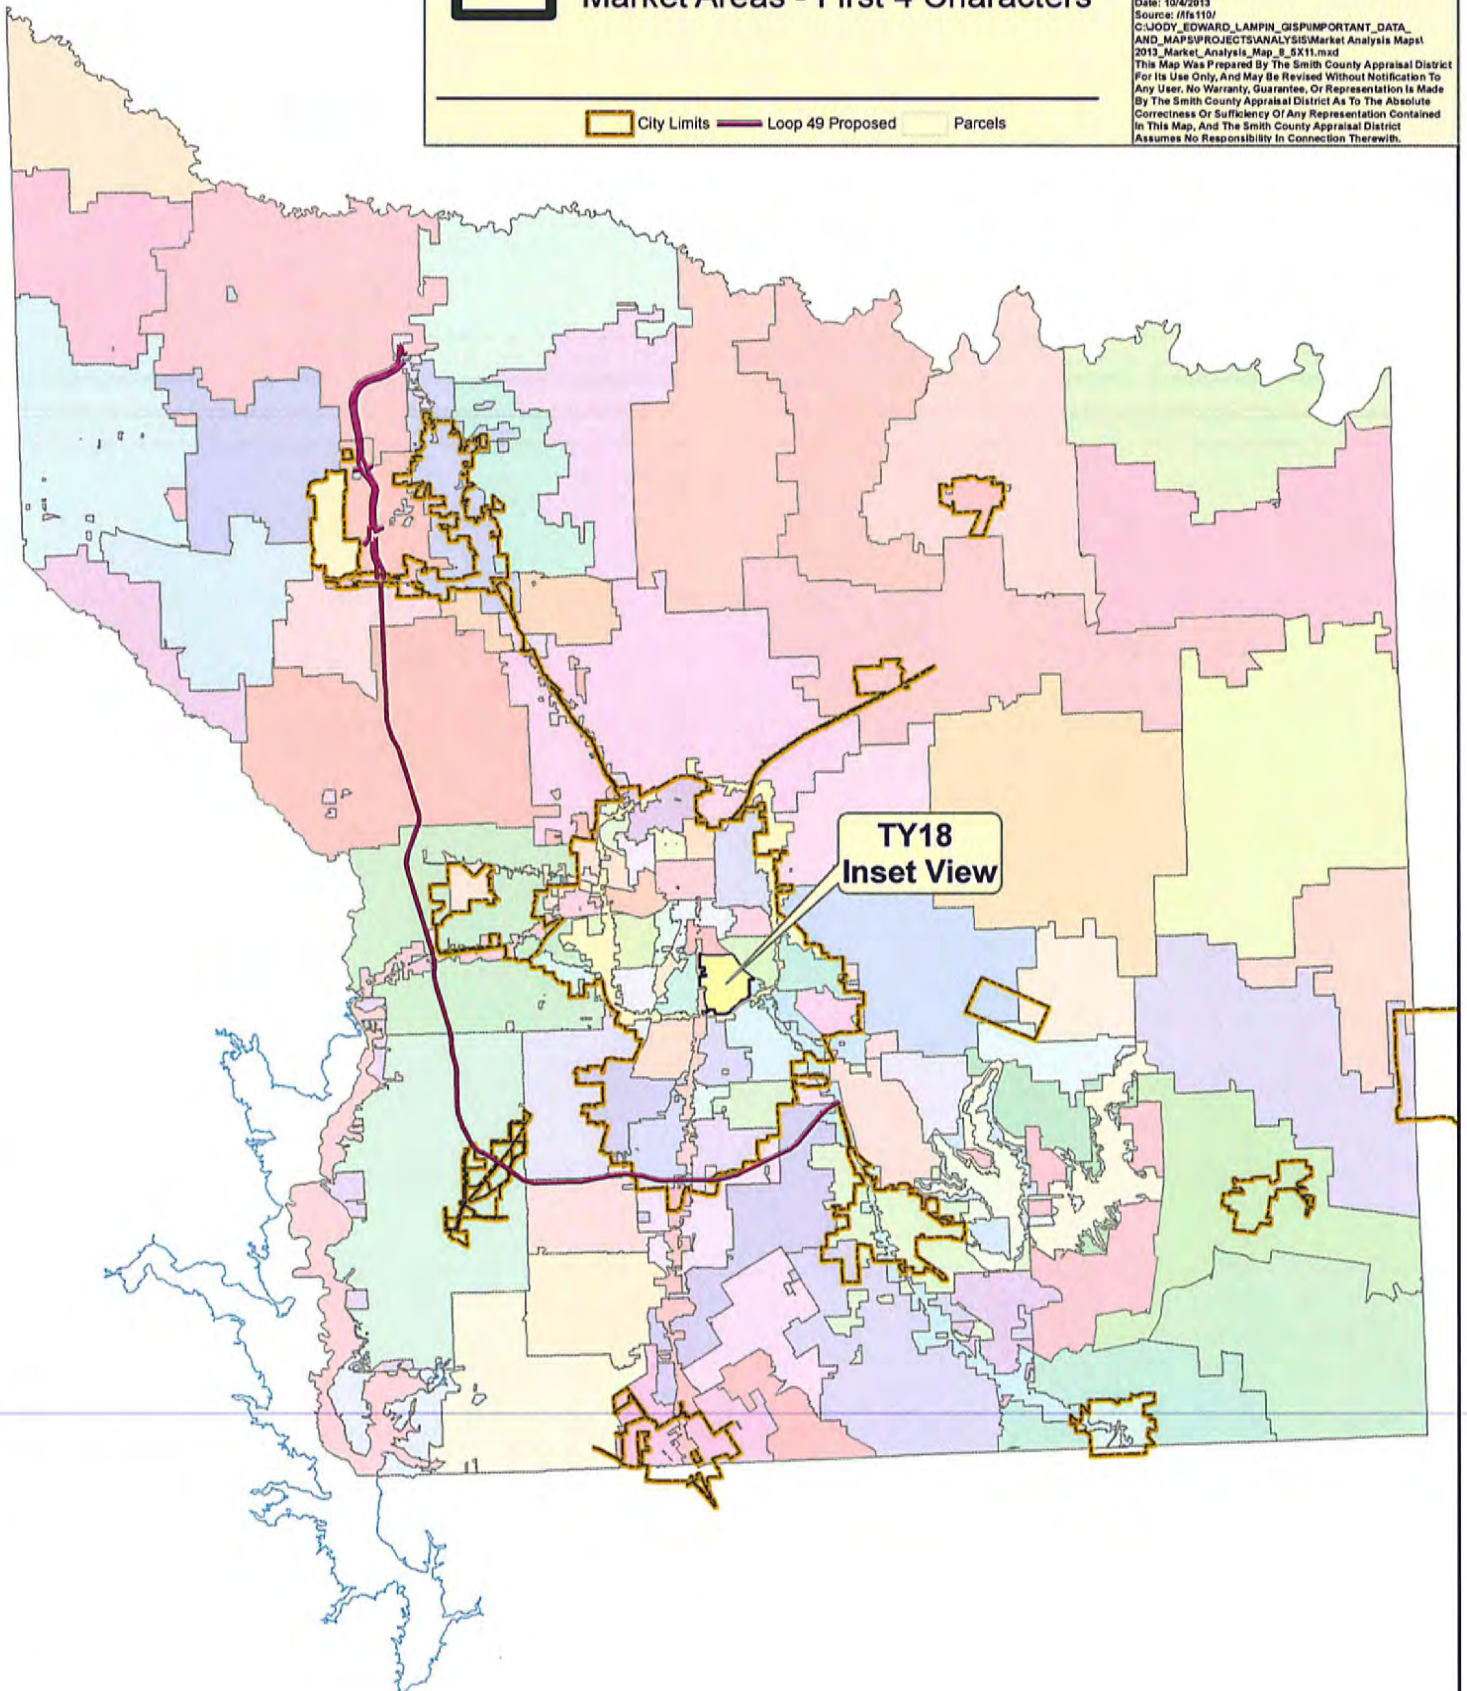 Market Areas - First 4 Characters
Date: 10/4/2013
Source: //fs110/
C:\JODY_EDWARD_LAMPIN_GISP\IMPORTANT_DATA_
AND_MAPS\PROJECTS\ANALYSIS\Market Analysis Maps\
2013_Market_Analysis_Map_8_5X11.mxd
This Map Was Prepared By The Smith County Appraisal District
For Its Use Only, And May Be Revised Without Notification To
Any User. No Warranty, Guarantee, Or Representation Is Made
By The Smith County Appraisal District As To The Absolute
Correctness Or Sufficiency Of Any Representation Contained
In This Map, And The Smith County Appraisal District
Assumes No Responsibility In Connection Therewith.
City Limits Loop 49 Proposed Parcels
TY18
Inset View